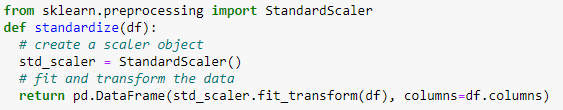 from sklearn.preprocessing import StandardScaler
def standardize(df):
  # create a scaler object
  std_scaler = StandardScaler()
  # fit and transform the data
  return pd.DataFrame(std_scaler.fit_transform(df), columns=df.columns)